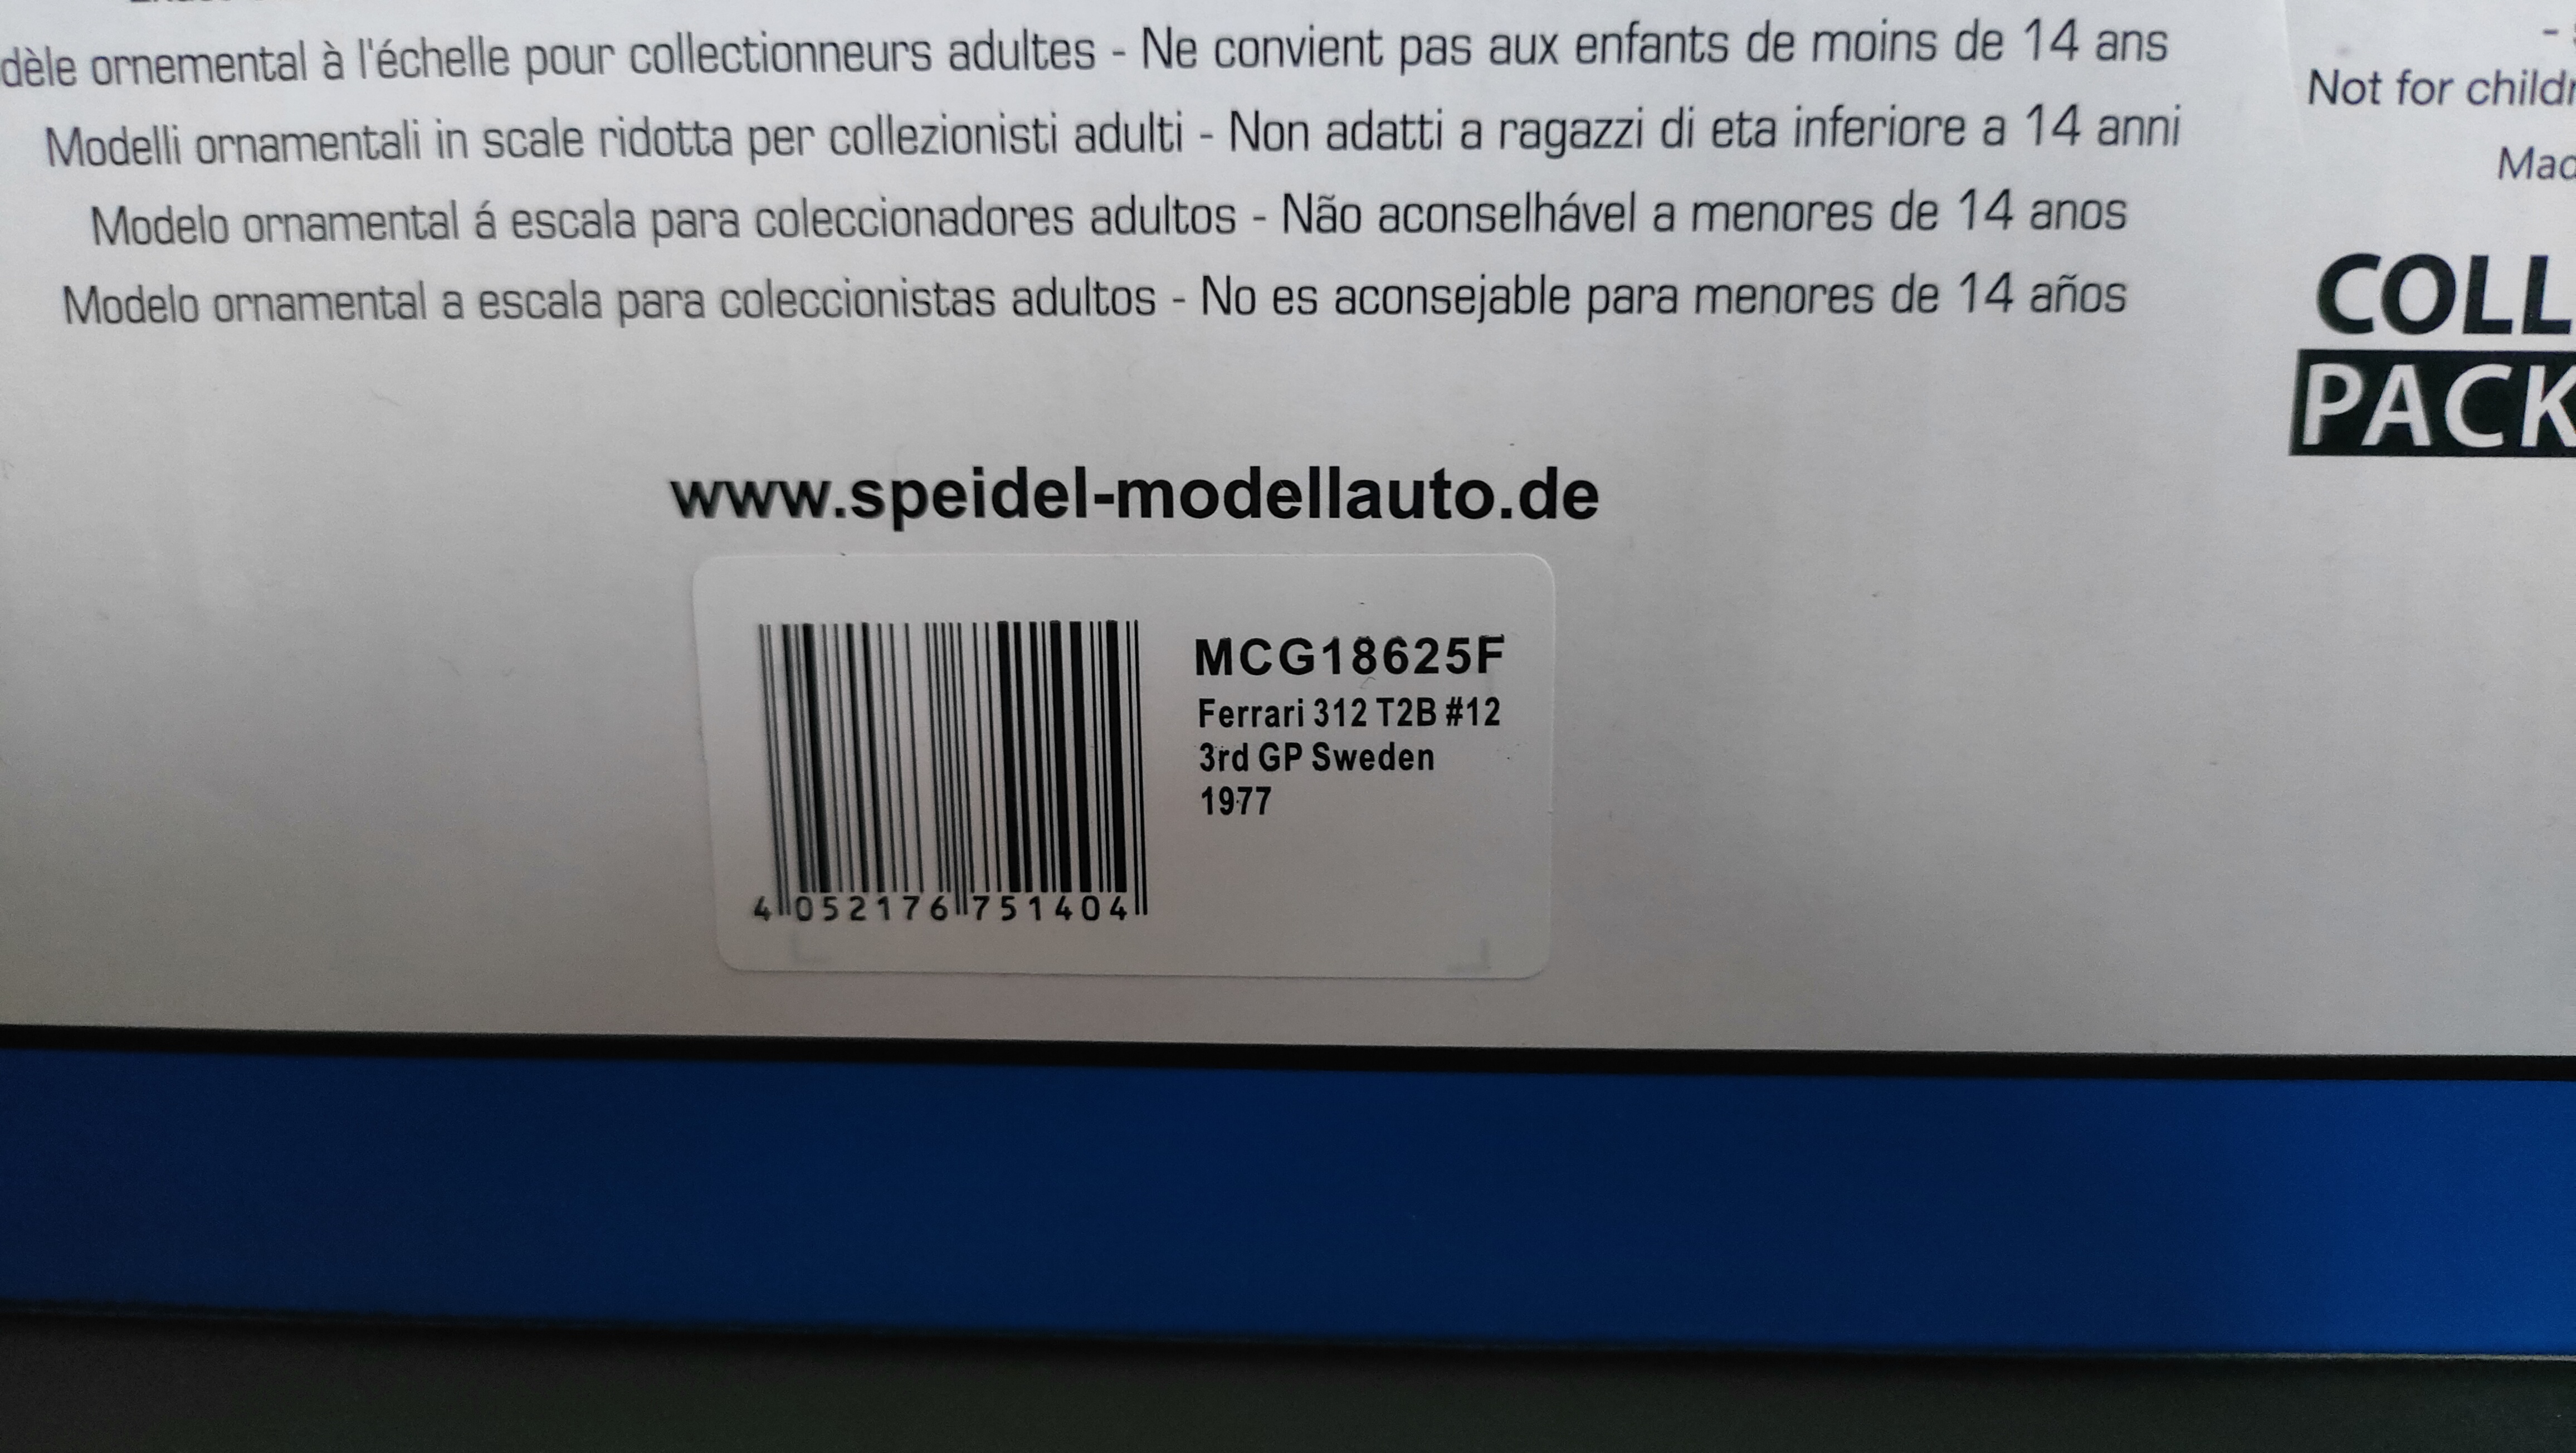 dèle ornemental à l'échelle pour collectionneurs adultes - Ne convient pas aux enfants de moins de 14 ans
Modelli ornamentali in scale ridotta per collezionisti adulti - Non adatti a ragazzi di eta inferiore a 14 anni
Modelo ornamental á escala para coleccionadores adultos - Não aconselhável a menores de 14 anos
Modelo ornamental a escala para coleccionistas adultos - No es aconsejable para menores de 14 años
Not for childr
COLL
PACK
www.speidel-modellauto.de
MCG18625F
Ferrari 312 T2B #12
3rd GP Sweden
1977
4 052176 751404